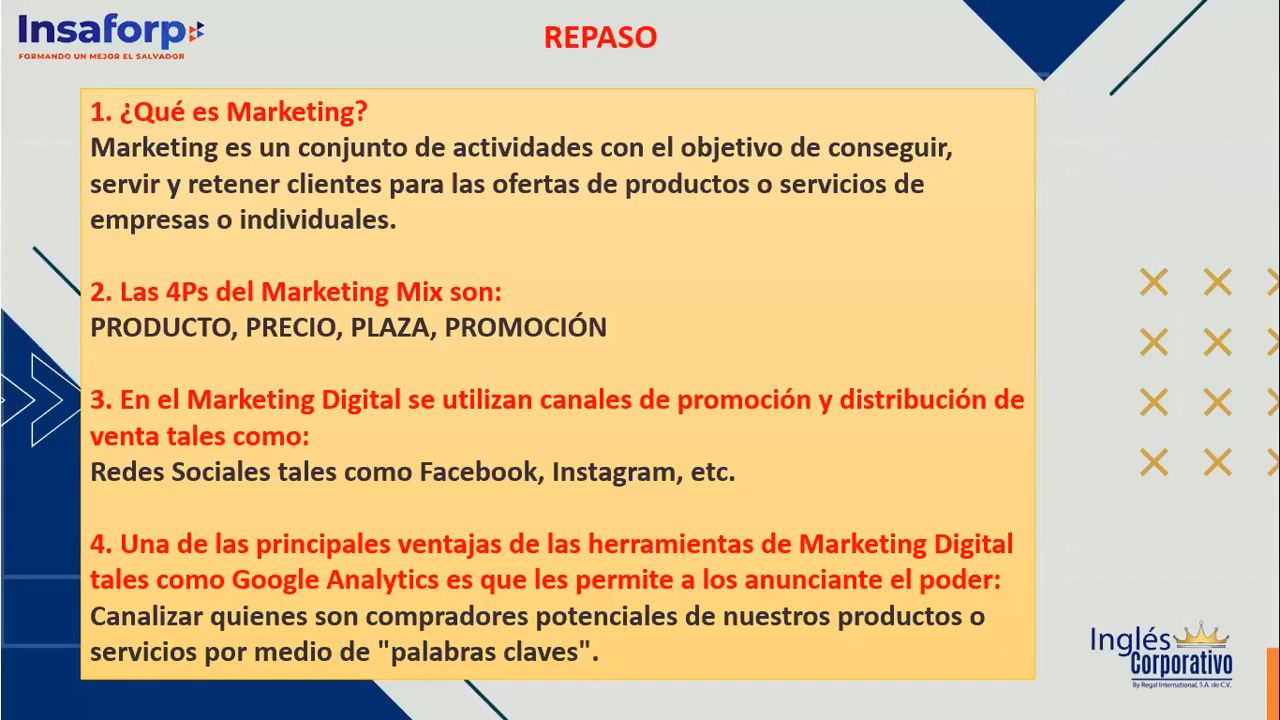 Insaforp
FORMANDO UN MEJOR EL SALVADOR
REPASO
1. ¿Qué es Marketing?
Marketing es un conjunto de actividades con el objetivo de conseguir,
servir y retener clientes para las ofertas de productos o servicios de
empresas o individuales.
2. Las 4Ps del Marketing Mix son:
PRODUCTO, PRECIO, PLAZA, PROMOCIÓN
3. En el Marketing Digital se utilizan canales de promoción y distribución de
venta tales como:
Redes Sociales tales como Facebook, Instagram, etc.
4. Una de las principales ventajas de las herramientas de Marketing Digital
tales como Google Analytics es que les permite a los anunciante el poder:
Canalizar quienes son compradores potenciales de nuestros productos o
servicios por medio de "palabras claves".
Inglés
Corporativo
By Regal International, S.A. de C.V.